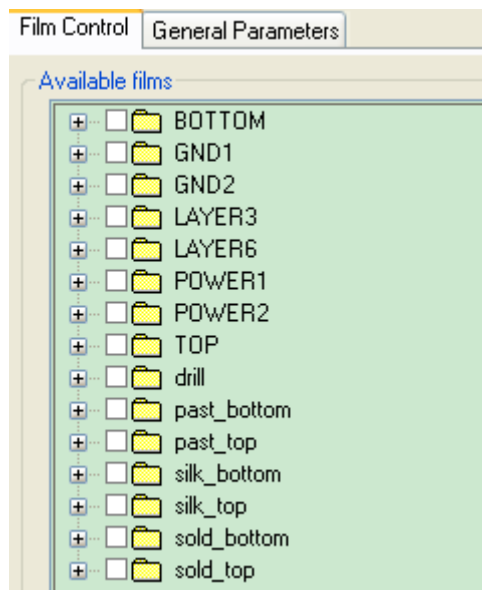 Film Control General Parameters
Available films
BOTTOM
GND1
GND2
LAYER3
LAYER6
POWER1
POWER2
TOP
drill
past_bottom
past_top
silk_bottom
silk_top
sold_bottom
sold_top